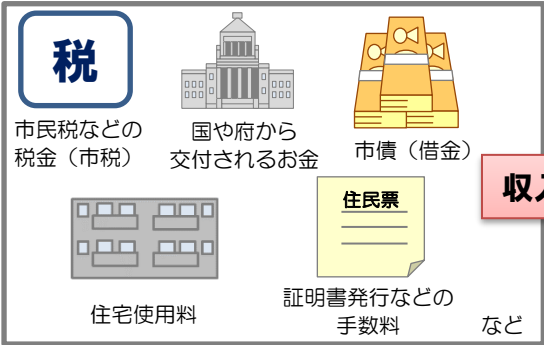 税
市民税などの
税金（市税）
国や府から
交付されるお金
市債（借金）
住宅使用料
住民票
証明書発行などの
手数料
など
収